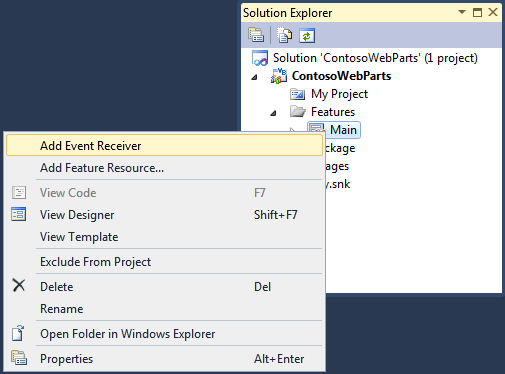 Solution Explorer
Solution 'ContosoWebParts' (1 project)
ContosoWebParts
My Project
Features
Main
ckage
ages
y.snk
Add Event Receiver
Add Feature Resource...
View Code F7
View Designer Shift+F7
View Template
Exclude From Project
Delete Del
Rename
Open Folder in Windows Explorer
Properties Alt+Enter